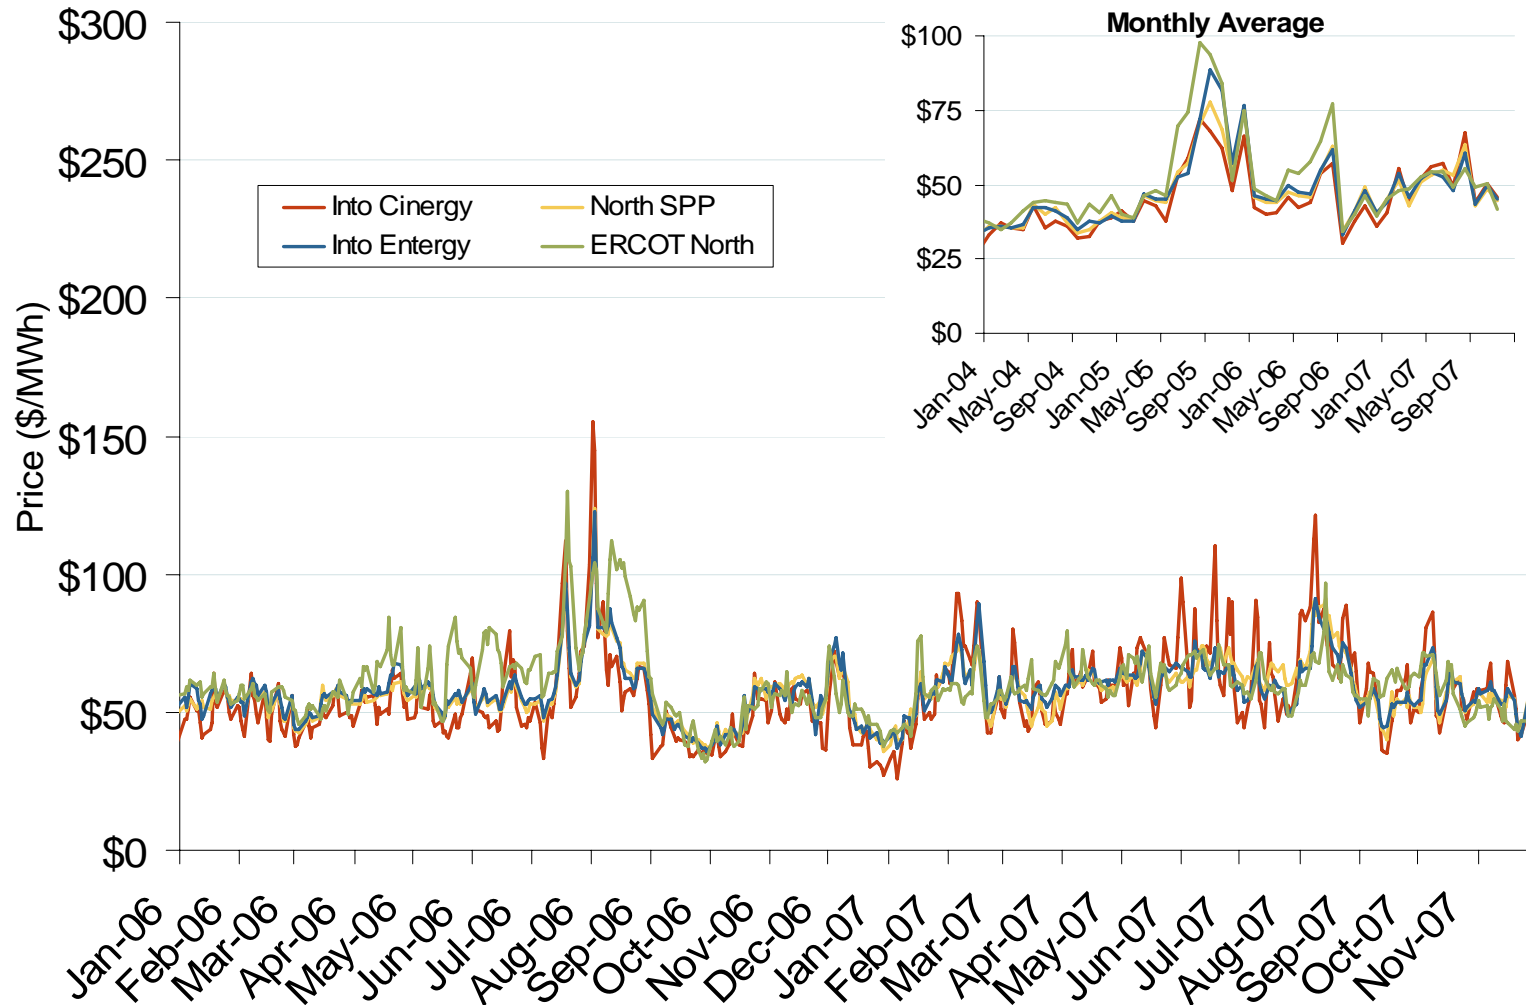 Monthly Average
$100
$75
$50
$25
$0
Jan-04
May-04
Sep-04
Jan-05
May-05
Sep-05
Jan-06
May-06
Sep-06
Jan-07
May-07
Sep-07
Into Cinergy
North SPP
Into Entergy
ERCOT North
Price ($/MWh)
$300
$250
$200
$150
$100
$50
$0
Jan-06
Feb-06
Mar-06
Apr-06
May-06
Jun-06
Jul-06
Aug-06
Sep-06
Oct-06
Nov-06
Dec-06
Jan-07
Feb-07
Mar-07
Apr-07
May-07
Jun-07
Jul-07
Aug-07
Sep-07
Oct-07
Nov-07